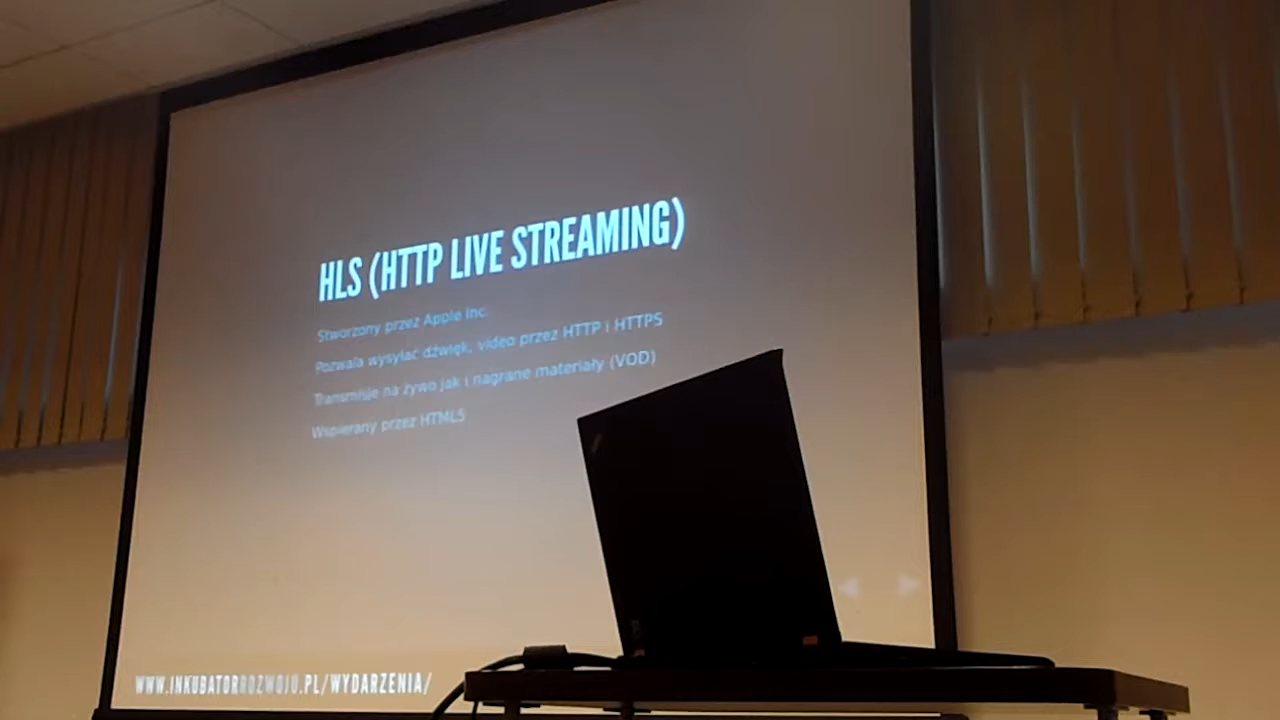 HLS (HTTP LIVE STREAMING)
Stworzony przez Apple Inc.
Pozwala wysyłać dźwięk, video przez HTTP i HTTPS
Transmisje na żywo jak i nagrane materiały (VOD)
Wspierany przez HTML5
WWW.INKUBATORROZWOJU.PL/WYDARZENIA/